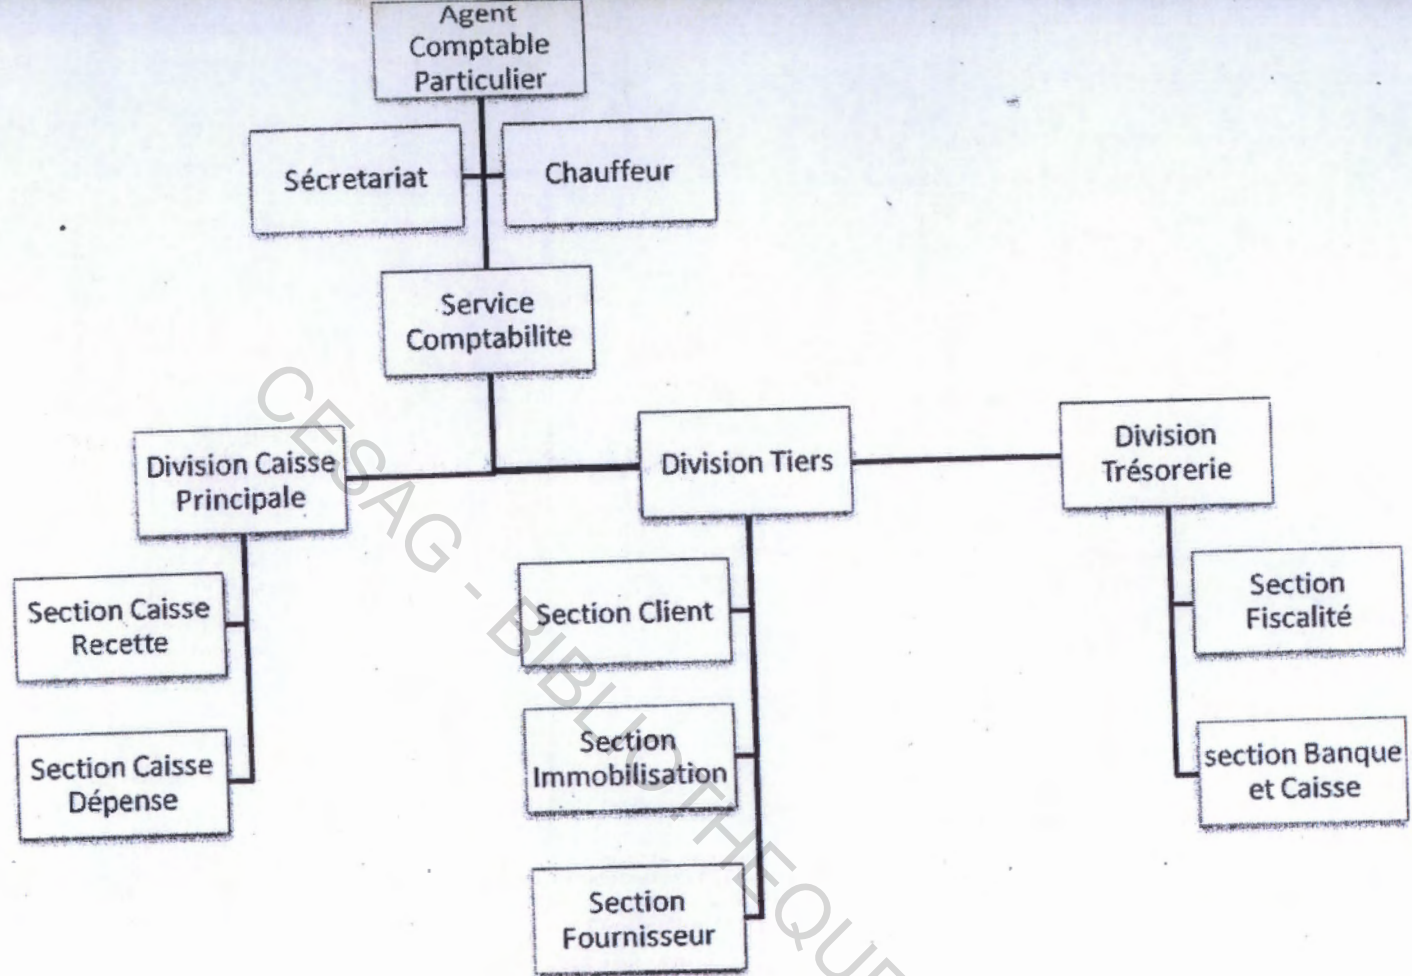 Agent
Comptable
Particulier
Sécretariat
Chauffeur
Service
Comptabilite
Division Caisse
Principale
Division Tiers
Division
Trésorerie
Section Caisse
Recette
Section Caisse
Dépense
Section Client
Section
Immobilisation
Section
Fournisseur
Section
Fiscalité
section Banque
et Caisse
CESAG - BIBLIOTHEQUE